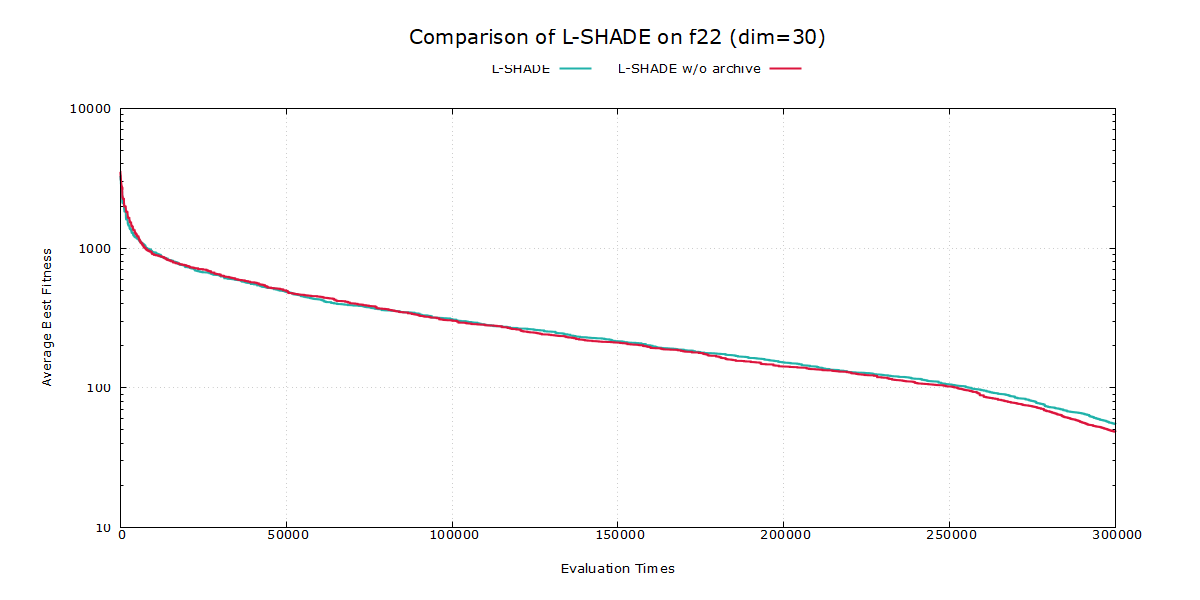 Comparison of L-SHADE on f22 (dim=30)
L-SHADE L-SHADE w/o archive
10000
1000
100
10
Average Best Fitness
0 50000 100000 150000 200000 250000 300000
Evaluation Times